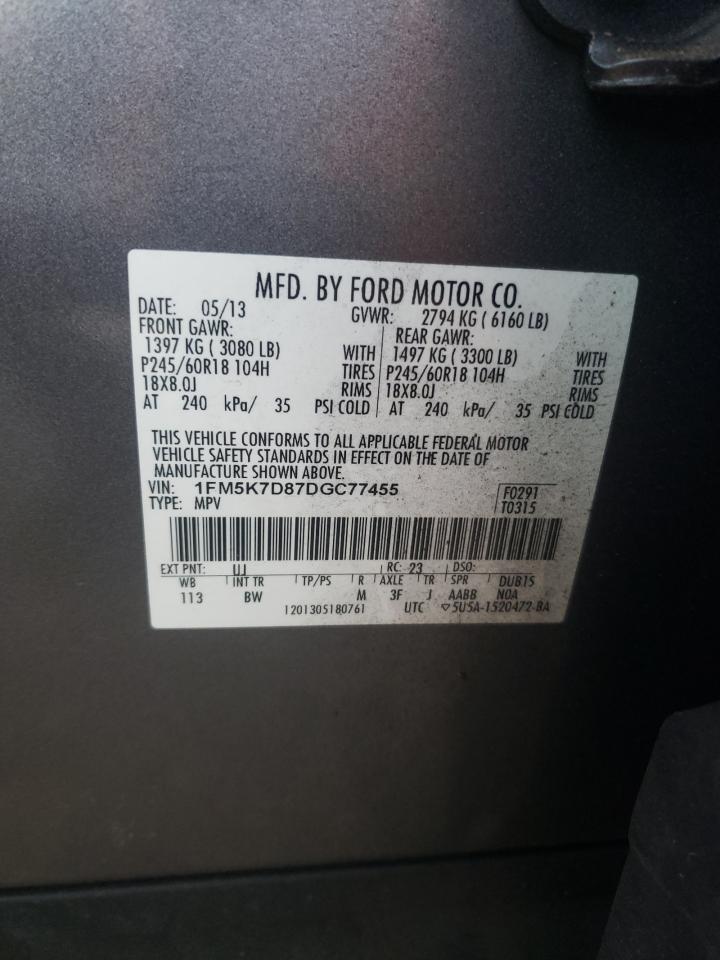 MFD. BY FORD MOTOR CO.
DATE: 05/13 GVWR: 2794 KG ( 6160 LB)
FRONT GAWR: REAR GAWR:
1397 KG ( 3080 LB) WITH 1497 KG ( 3300 LB) WITH
P245/60R18 104H TIRES P245/60R18 104H TIRES
18X8.0J RIMS 18X8.0J RIMS
AT 240 kPa/ 35 PSI COLD AT 240 kPa/ 35 PSI COLD
THIS VEHICLE CONFORMS TO ALL APPLICABLE FEDERAL MOTOR
VEHICLE SAFETY STANDARDS IN EFFECT ON THE DATE OF
MANUFACTURE SHOWN ABOVE.
VIN: 1FM5K7D87DGC77455 F0291
TYPE: MPV T0315
EXT PNT: UJ RC: 23 DSO:
WB INT TR TP/PS R AXLE TR SPR DUB15
113 BW M 3F J AABB N0A
1201305180761 UTC ▽5U5A-1520472-BA